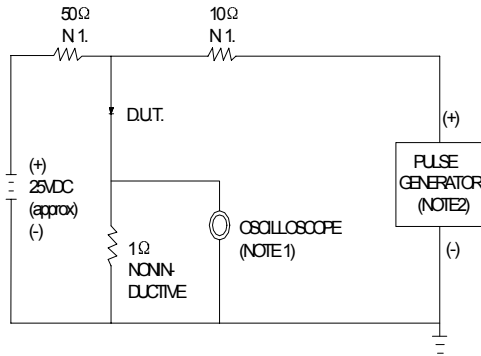 50Ω
N 1.
10Ω
N 1.
D.U.T.
(+)
25VDC
(approx)
(-)
1Ω
NONIN-
DUCTIVE
OSCILLOSCOPE
(NOTE 1)
(+)
PULSE
GENERATOR
(NOTE2)
(-)